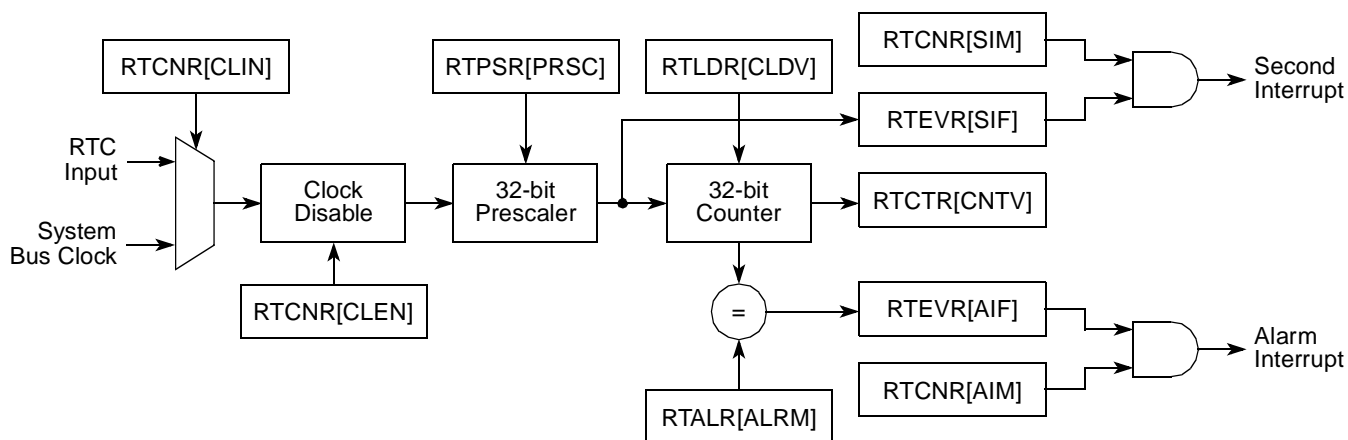 RTCNR[SIM]
RTCNR[CLIN]
RTPSR[PRSC]
RTLDR[CLDV]
Second
Interrupt
RTEVR[SIF]
RTC
Input
Clock
Disable
32-bit
Prescaler
32-bit
Counter
RTCTR[CNTV]
System
Bus Clock
RTCNR[CLEN]
=
RTEVR[AIF]
Alarm
Interrupt
RTCNR[AIM]
RTALR[ALRM]